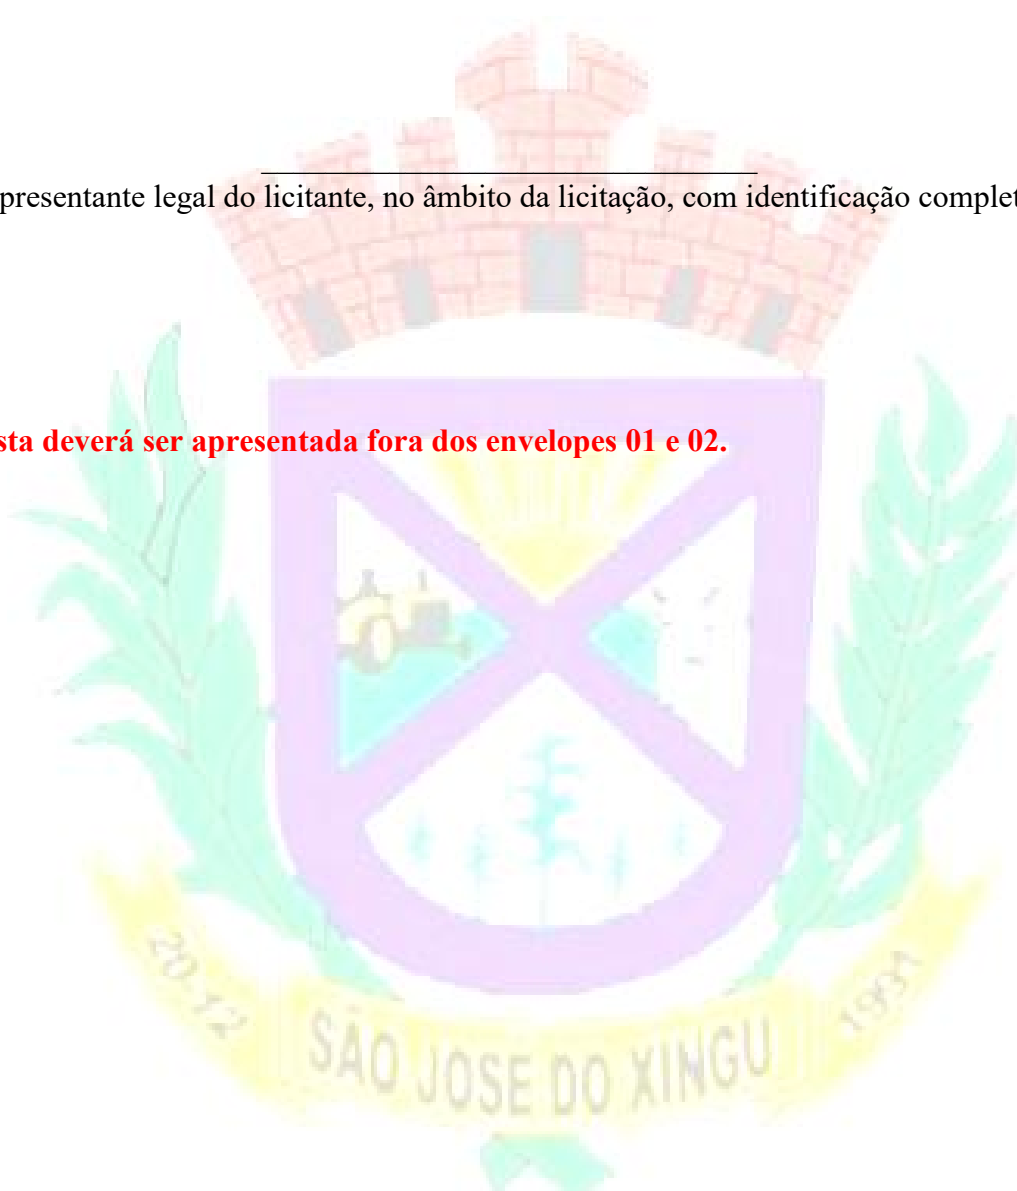 presentante legal do licitante, no âmbito da licitação, com identificação complet
sta deverá ser apresentada fora dos envelopes 01 e 02.
20-12
SÃO JOSE DO XINGU
1991